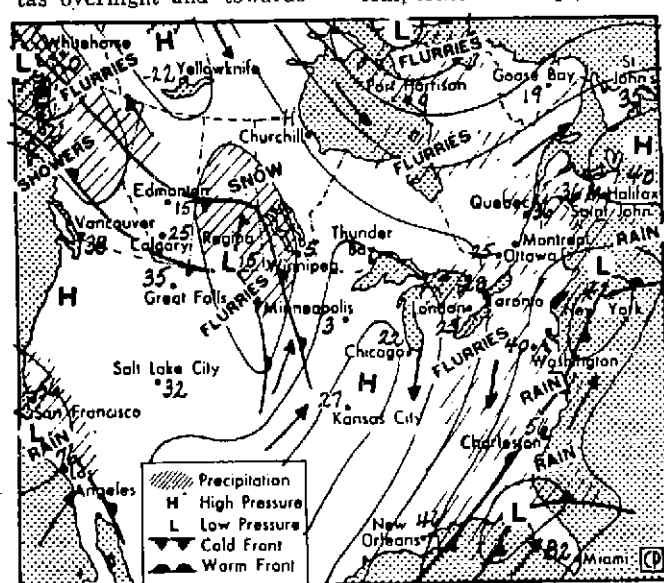 tas overnight and towards
Whitehorse
H
L
FLURRIES
-22 Yellowknife
L
FLURRIES
Port Harrison
Goose Bay
19
St
John's
Churchill
FLURRIES
H
40
SHOWERS
SNOW
Edmonton
15
Quebec
36
Halifax
Saint John
Vancouver
38
Calgary
25
Regina
L
15
Winnipeg
5
Thunder
Bay
25
Montreal
Ottawa
RAIN
L
H
35
Great Falls
FLURRIES
Minneapolis
3
London
Toronto
New York
Chicago
22
FLURRIES
40
Washington
Salt Lake City
32
H
27
Kansas City
RAIN
San Francisco
L
RAIN
Los
Angeles
Charleston
RAIN
Precipitation
H High Pressure
L Low Pressure
Cold Front
Warm Front
New
Orleans
L
82
Miami
CP